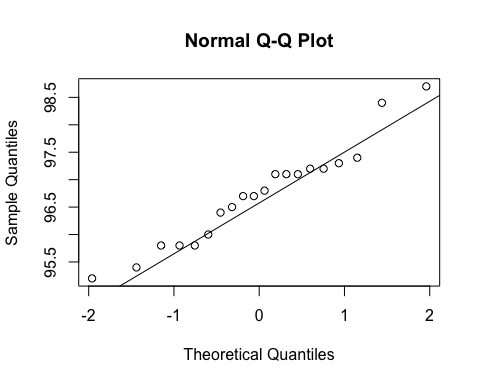 Normal Q-Q Plot
98.5
97.5
96.5
95.5
Sample Quantiles
-2 -1 0 1 2
Theoretical Quantiles